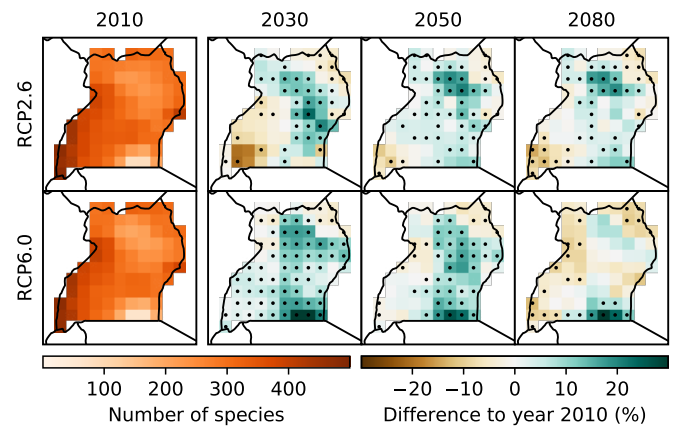 2010 2030 2050 2080
RCP2.6
RCP6.0
100 200 300 400 −20 −10 0 10 20
Number of species Difference to year 2010 (%)